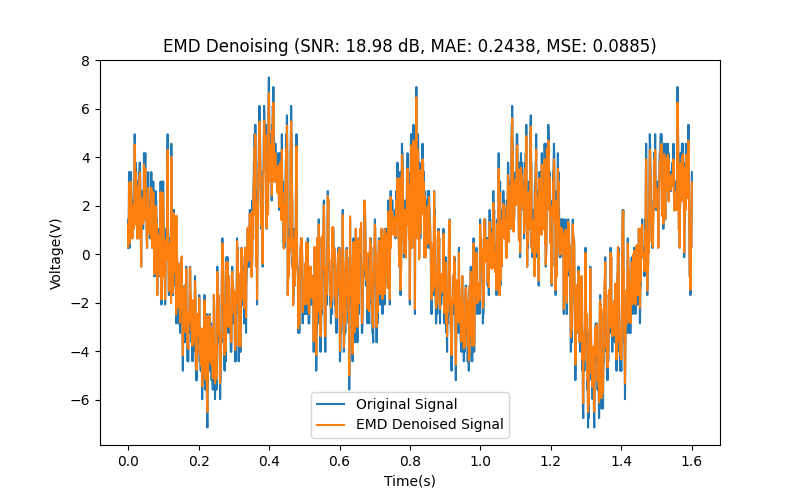 EMD Denoising (SNR: 18.98 dB, MAE: 0.2438, MSE: 0.0885)
8
6
4
2
0
−2
−4
−6
Voltage(V)
Original Signal
EMD Denoised Signal
0.0 0.2 0.4 0.6 0.8 1.0 1.2 1.4 1.6
Time(s)